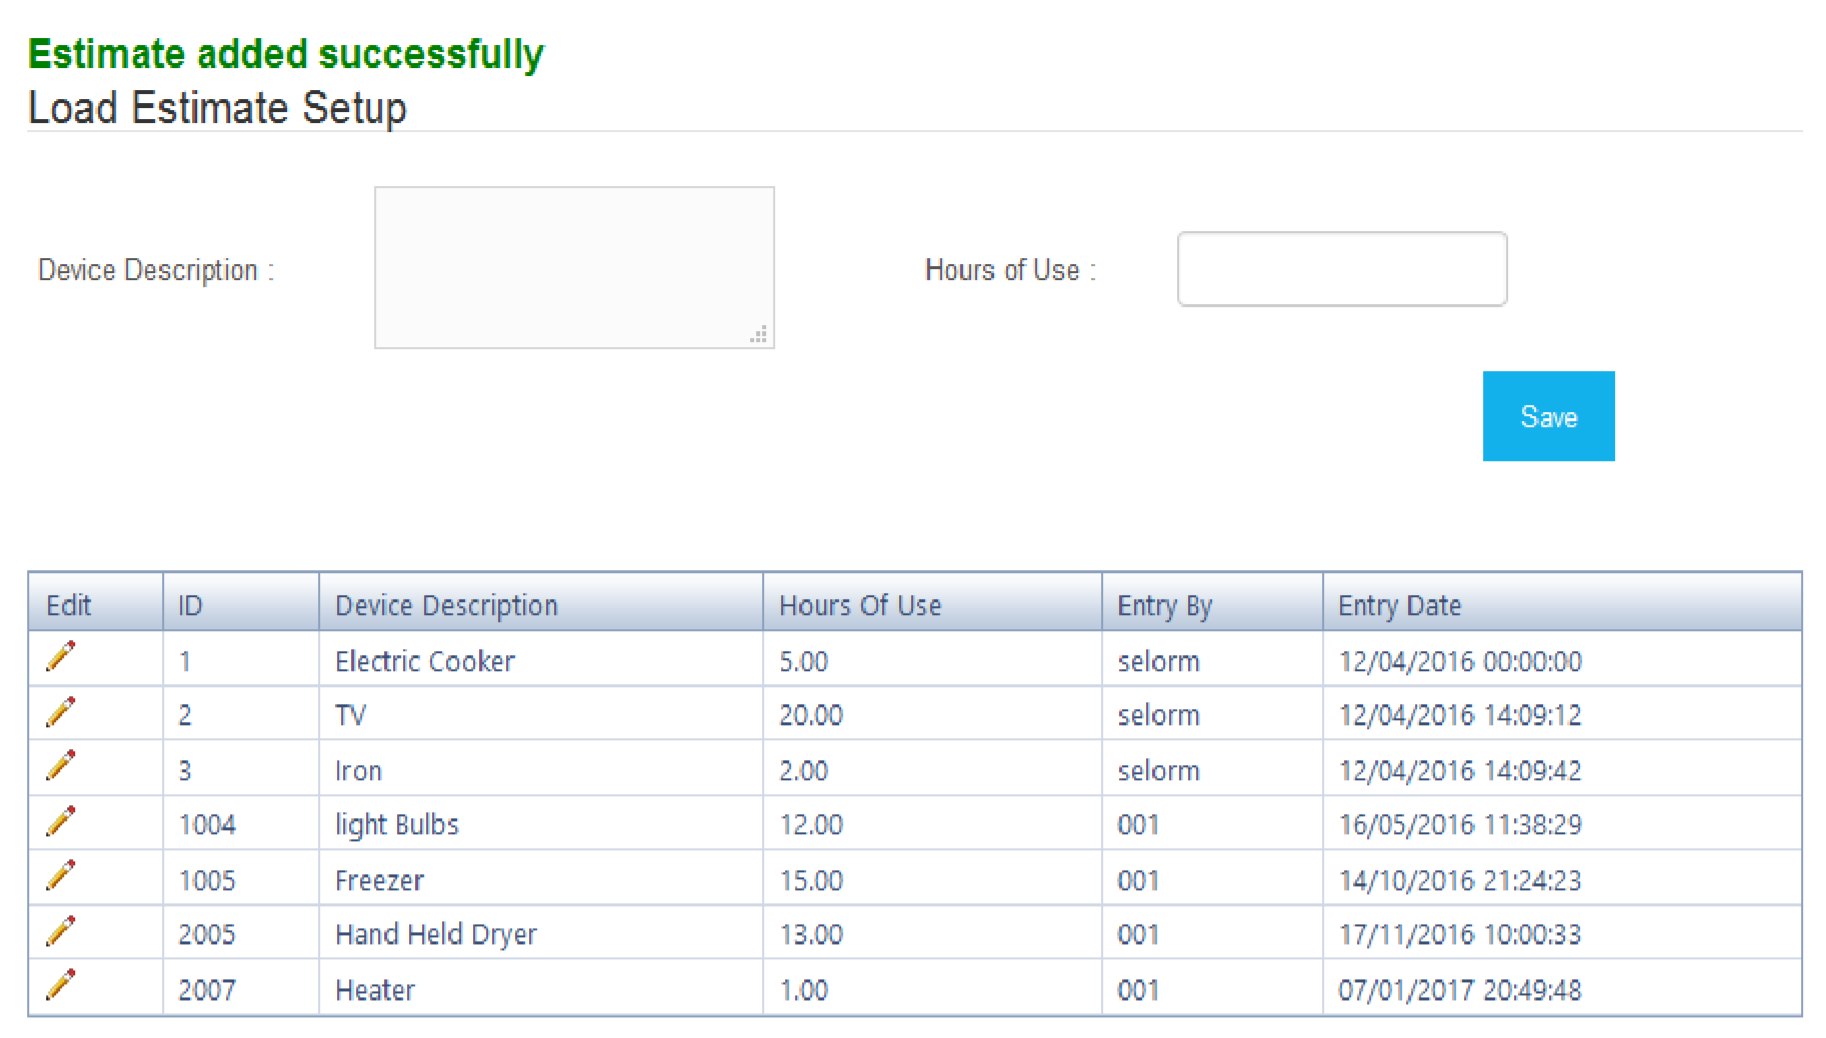 Estimate added successfully
Load Estimate Setup
Device Description : Hours of Use :
Save
Edit ID Device Description Hours Of Use Entry By Entry Date
1 Electric Cooker 5.00 selorm 12/04/2016 00:00:00
2 TV 20.00 selorm 12/04/2016 14:09:12
3 Iron 2.00 selorm 12/04/2016 14:09:42
1004 light Bulbs 12.00 001 16/05/2016 11:38:29
1005 Freezer 15.00 001 14/10/2016 21:24:23
2005 Hand Held Dryer 13.00 001 17/11/2016 10:00:33
2007 Heater 1.00 001 07/01/2017 20:49:48